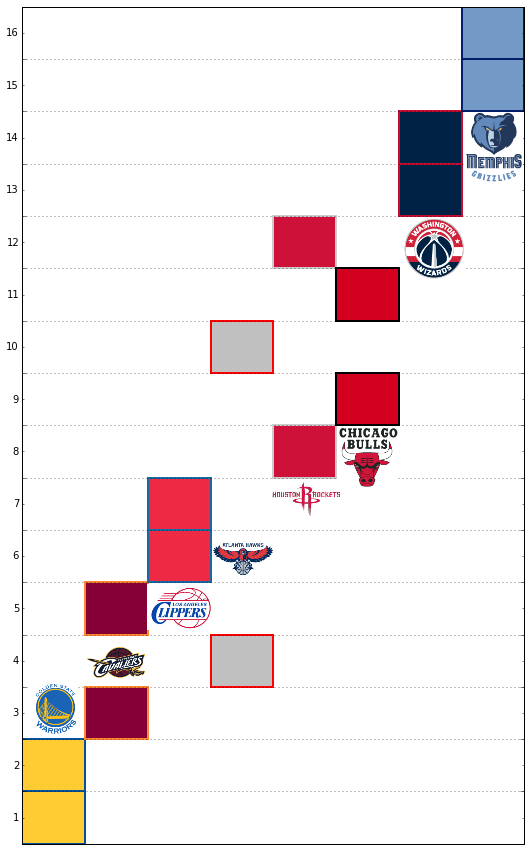 16
15
14
MEMPHIS
GRIZZLIES
13
12
WASHINGTON
WIZARDS
11
10
9
CHICAGO
BULLS
8
HOUSTON ROCKETS
7
ATLANTA HAWKS
6
5
LOS ANGELES
CLIPPERS
4
CAVALIERS
GOLDEN STATE
WARRIORS
3
2
1